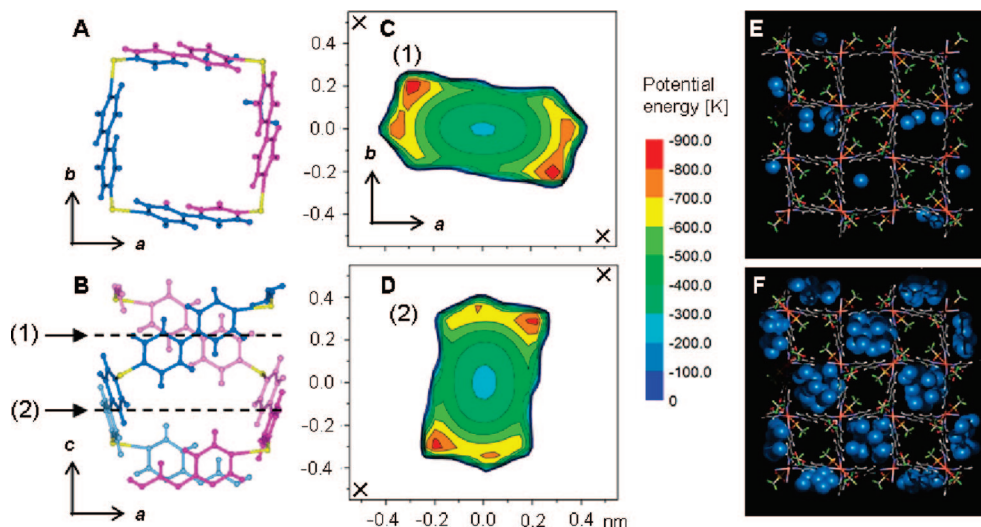 A
b
a
B
(1)
(2)
c
a
C
(1)
0.4
0.2
0.0
-0.2
-0.4
b
a
D
(2)
0.4
0.2
0.0
-0.2
-0.4
-0.4 -0.2 0.0 0.2 0.4 nm
Potential
energy [K]
-900.0
-800.0
-700.0
-600.0
-500.0
-400.0
-300.0
-200.0
-100.0
0
E
F